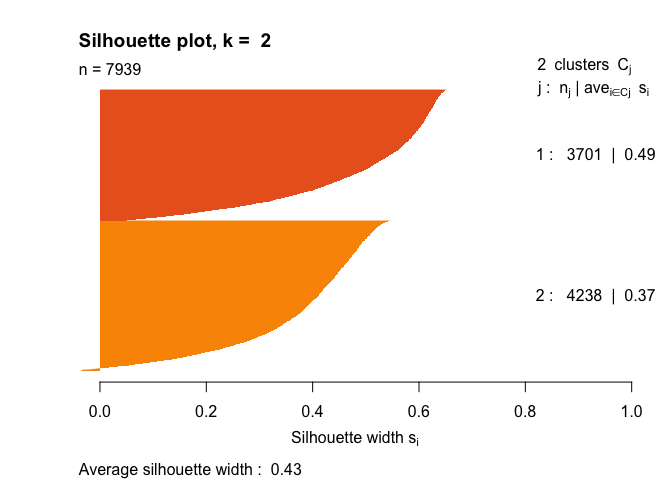 Silhouette plot, k = 2
n = 7939
2 clusters Cj
j : nj | avei∈Cj si
1 : 3701 | 0.49
2 : 4238 | 0.37
0.0 0.2 0.4 0.6 0.8 1.0
Silhouette width si
Average silhouette width : 0.43